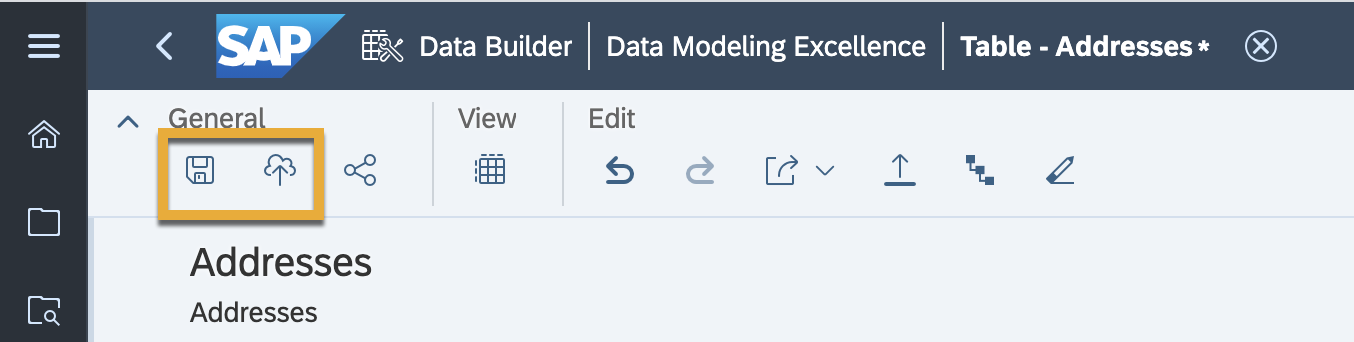 SAP Data Builder Data Modeling Excellence Table - Addresses*
General View Edit
Addresses
Addresses